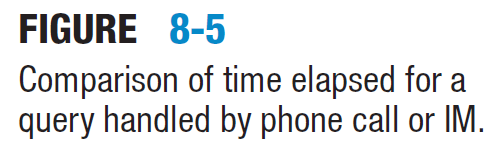 FIGURE 8-5
Comparison of time elapsed for a
query handled by phone call or IM.